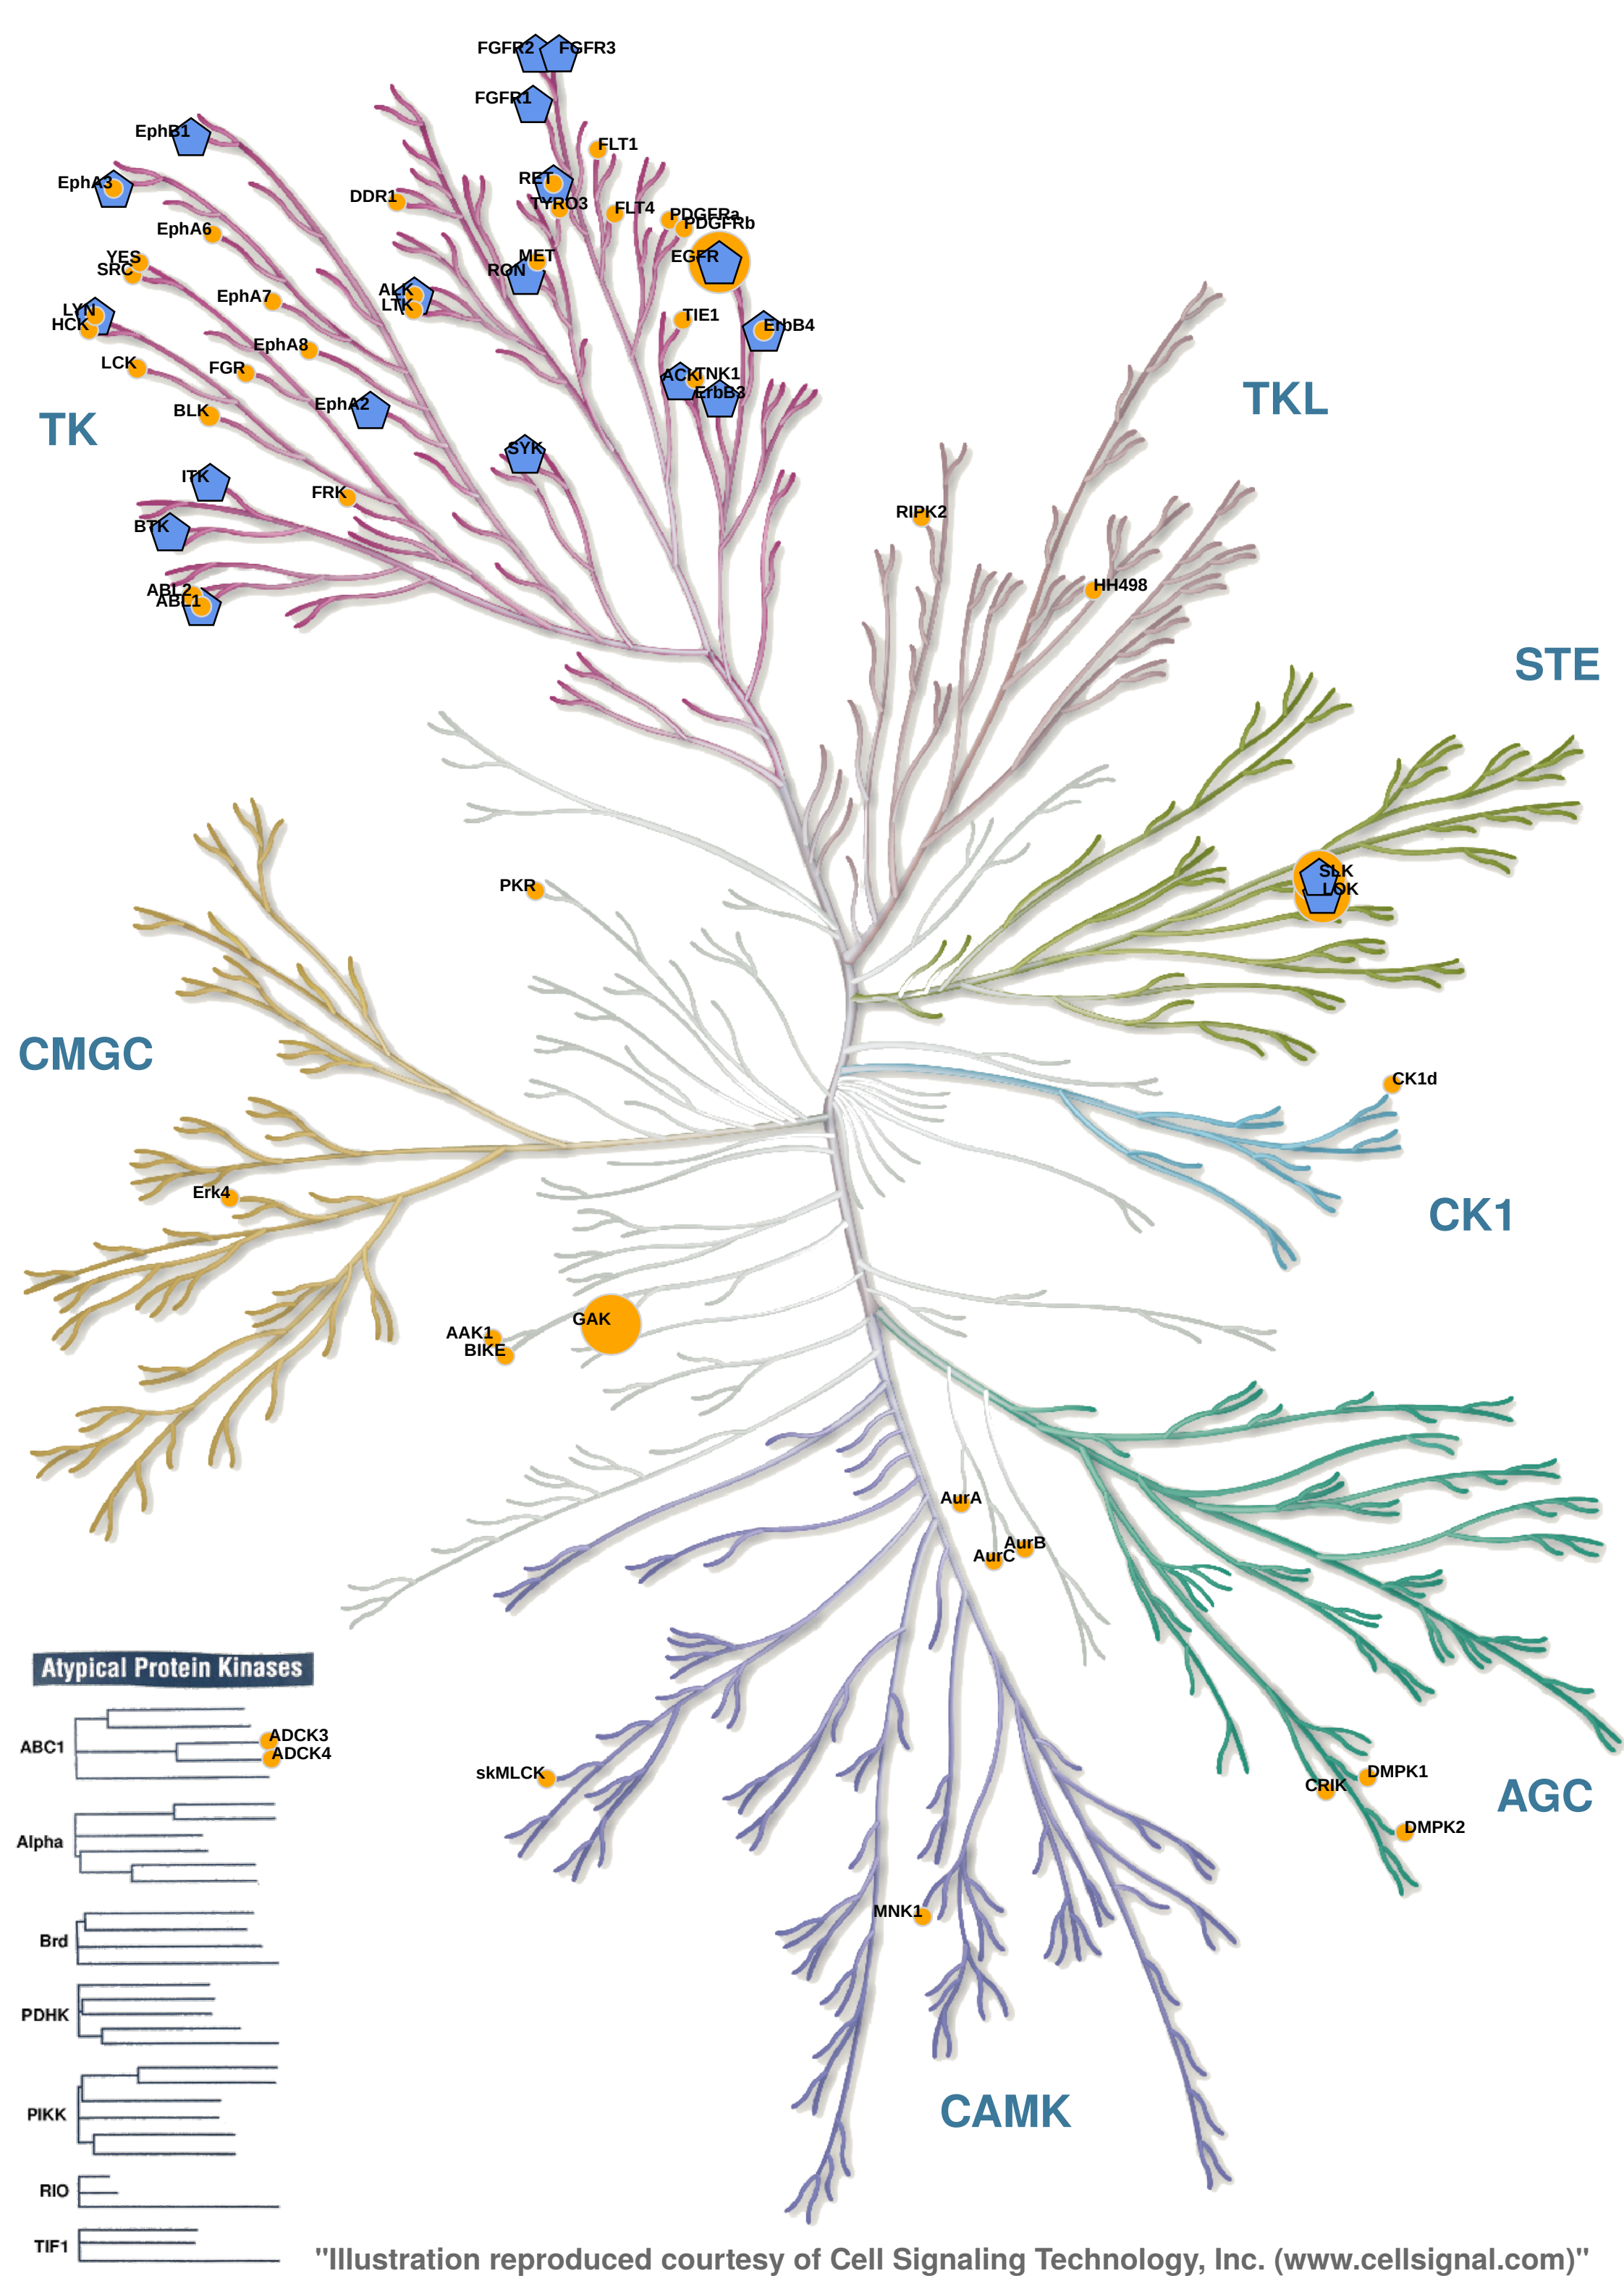 FGFR2
FGFR3
FGFR1
EphB1
FLT1
EphA3
RET
DDR1
TYRO3
FLT4
PDGFRa
PDGFRb
EphA6
YES
SRC
MET
RON
EGFR
ALK
LTK
EphA7
LYN
HCK
TIE1
ErbB4
EphA8
LCK
FGR
ACK
TNK1
ErbB3
TKL
EphA2
BLK
TK
SYK
ITK
FRK
BTK
RIPK2
ABL2
ABL1
HH498
STE
SLK
LOK
PKR
CMGC
CK1d
Erk4
CK1
GAK
AAK1
BIKE
AurA
AurB
AurC
Atypical Protein Kinases
ABC1
ADCK3
ADCK4
skMLCK
CRIK
DMPK1
AGC
DMPK2
Alpha
MNK1
Brd
PDHK
CAMK
PIKK
RIO
TIF1
"Illustration reproduced courtesy of Cell Signaling Technology, Inc. (www.cellsignal.com)"